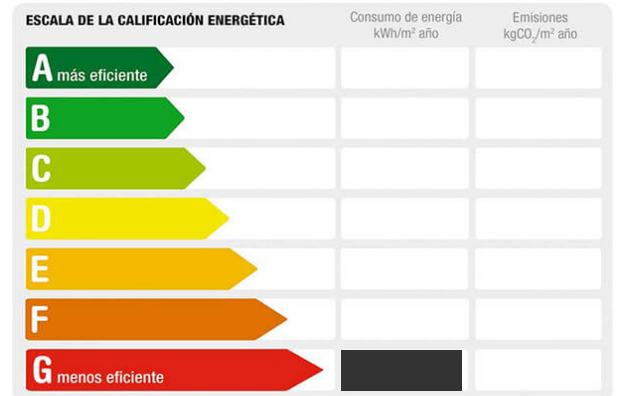 ESCALA DE LA CALIFICACIÓN ENERGÉTICA
Consumo de energía
kWh/m² año
Emisiones
kgCO₂/m² año
A más eficiente
B
C
D
E
F
G menos eficiente